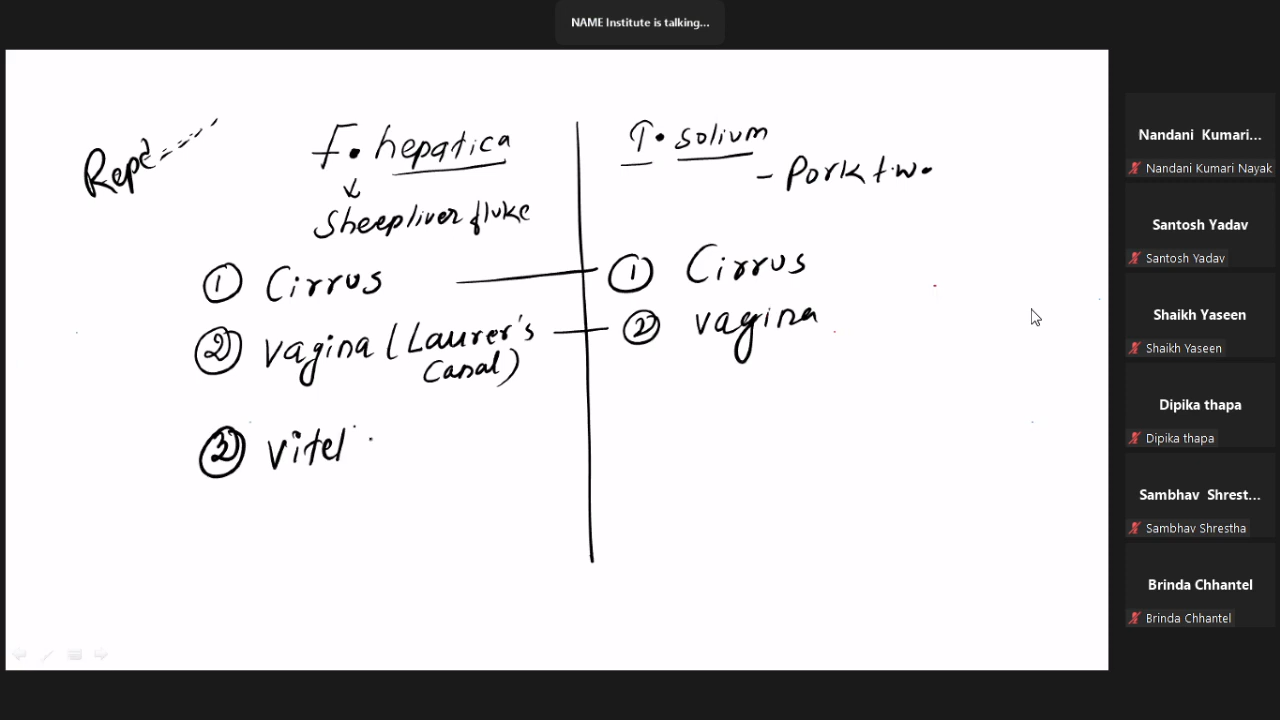 NAME Institute is talking...
Repd
F. hepatica
Sheepliver fluke
① Cirrus
② vagina (Laurer's
Canal)
③ vitel
T. solium
- Pork t.w.
① Cirrus
② vagina
Nandani Kumari...
Nandani Kumari Nayak
Santosh Yadav
Santosh Yadav
Shaikh Yaseen
Shaikh Yaseen
Dipika thapa
Dipika thapa
Sambhav Shrest...
Sambhav Shrestha
Brinda Chhantel
Brinda Chhantel